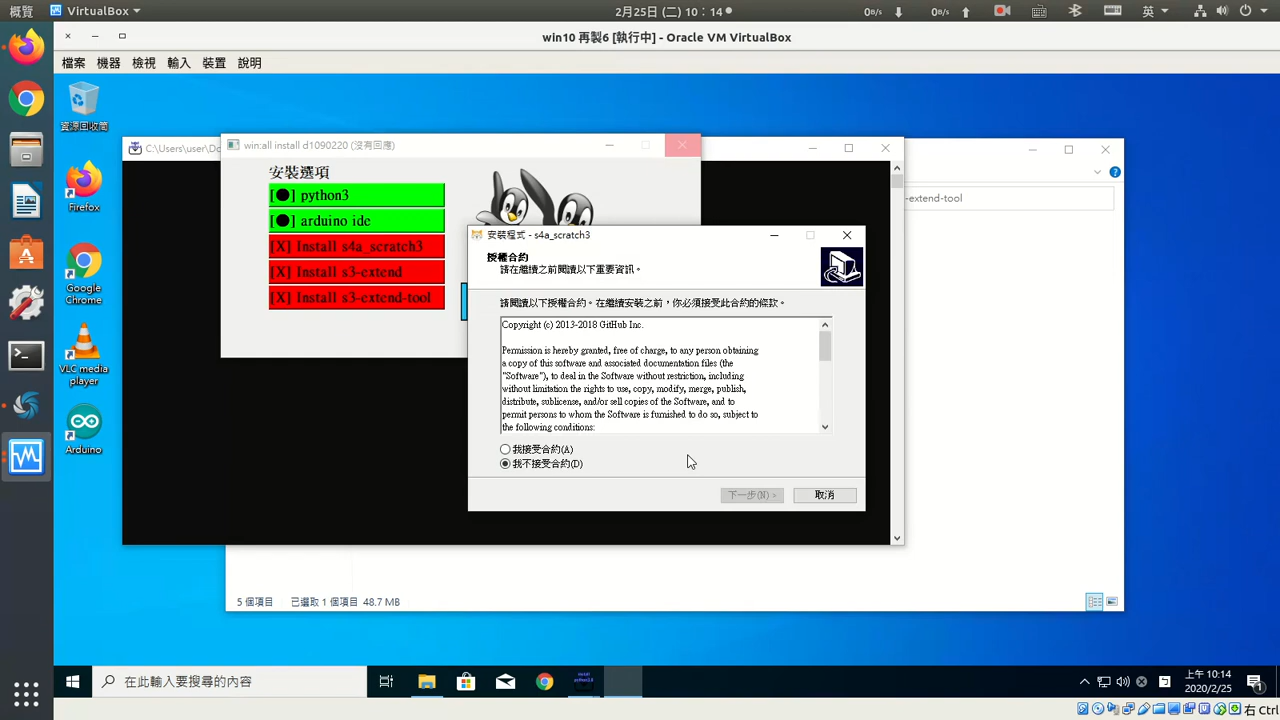 概覽
VirtualBox
2月25日 (二) 10:14
0B/s
0B/s
英
win10 再製6 [執行中] - Oracle VM VirtualBox
檔案 機器 檢視 輸入 裝置 說明
資源回收筒
Firefox
Google
Chrome
VLC media
player
Arduino
C:\Users\user\Do
win:all install d1090220 (沒有回應)
安裝選項
[●] python3
[●] arduino ide
[X] Install s4a_scratch3
[X] Install s3-extend
[X] Install s3-extend-tool
-extend-tool
安裝程式 - s4a_scratch3
授權合約
請在繼續之前閱讀以下重要資訊。
請閱讀以下授權合約。在繼續安裝之前，你必須接受此合約的條款。
Copyright (c) 2013-2018 GitHub Inc.
Permission is hereby granted, free of charge, to any person obtaining
a copy of this software and associated documentation files (the
"Software"), to deal in the Software without restriction, including
without limitation the rights to use, copy, modify, merge, publish,
distribute, sublicense, and/or sell copies of the Software, and to
permit persons to whom the Software is furnished to do so, subject to
the following conditions:
我接受合約(A)
我不接受合約(D)
下一步(N) >
取消
5 個項目 已選取 1 個項目 48.7 MB
在此輸入要搜尋的內容
上午 10:14
2020/2/25
1
右 Ctrl